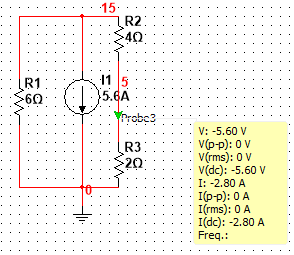 15
R2
4Ω
R1
6Ω
I1
5.6A
5
Probe3
R3
2Ω
0
V: -5.60 V
V(p-p): 0 V
V(rms): 0 V
V(dc): -5.60 V
I: -2.80 A
I(p-p): 0 A
I(rms): 0 A
I(dc): -2.80 A
Freq.: